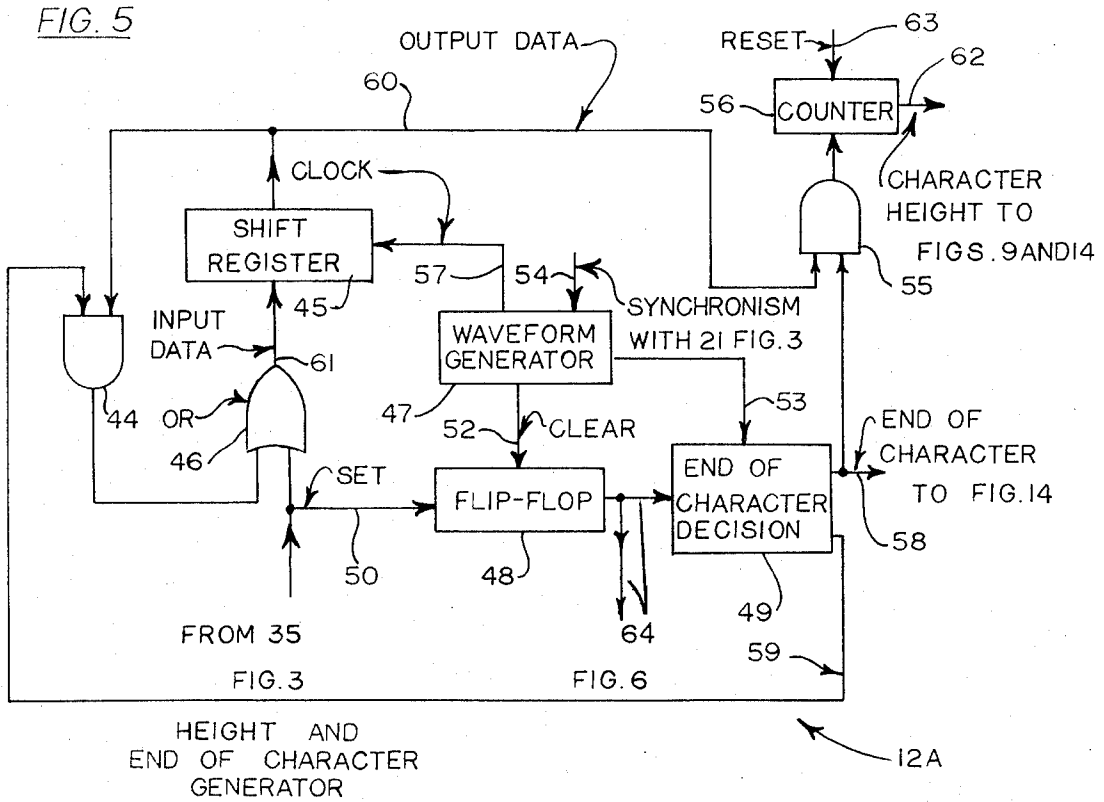 FIG. 5
OUTPUT DATA
RESET
63
62
60
56
COUNTER
CLOCK
CHARACTER
HEIGHT TO
FIGS. 9 AND 14
SHIFT
REGISTER
57
54
55
45
SYNCHRONISM
WITH 21 FIG. 3
INPUT
DATA
61
WAVEFORM
GENERATOR
44
OR
46
47
52
CLEAR
53
END OF
CHARACTER
TO FIG. 14
SET
FLIP-FLOP
END OF
CHARACTER
DECISION
58
50
48
49
64
FROM 35
59
FIG. 3
FIG. 6
HEIGHT AND
END OF CHARACTER
GENERATOR
12A